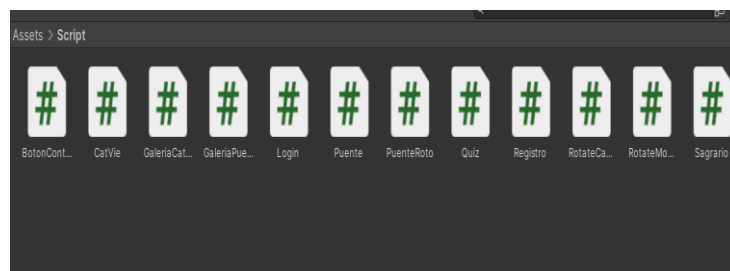 Assets > Script
# # # # # # # # # # # #
BotonCont... CatVie GaleriaCat... GaleriaPue... Login Puente PuenteRoto Quiz Registro RotateCa... RotateMo... Sagrario